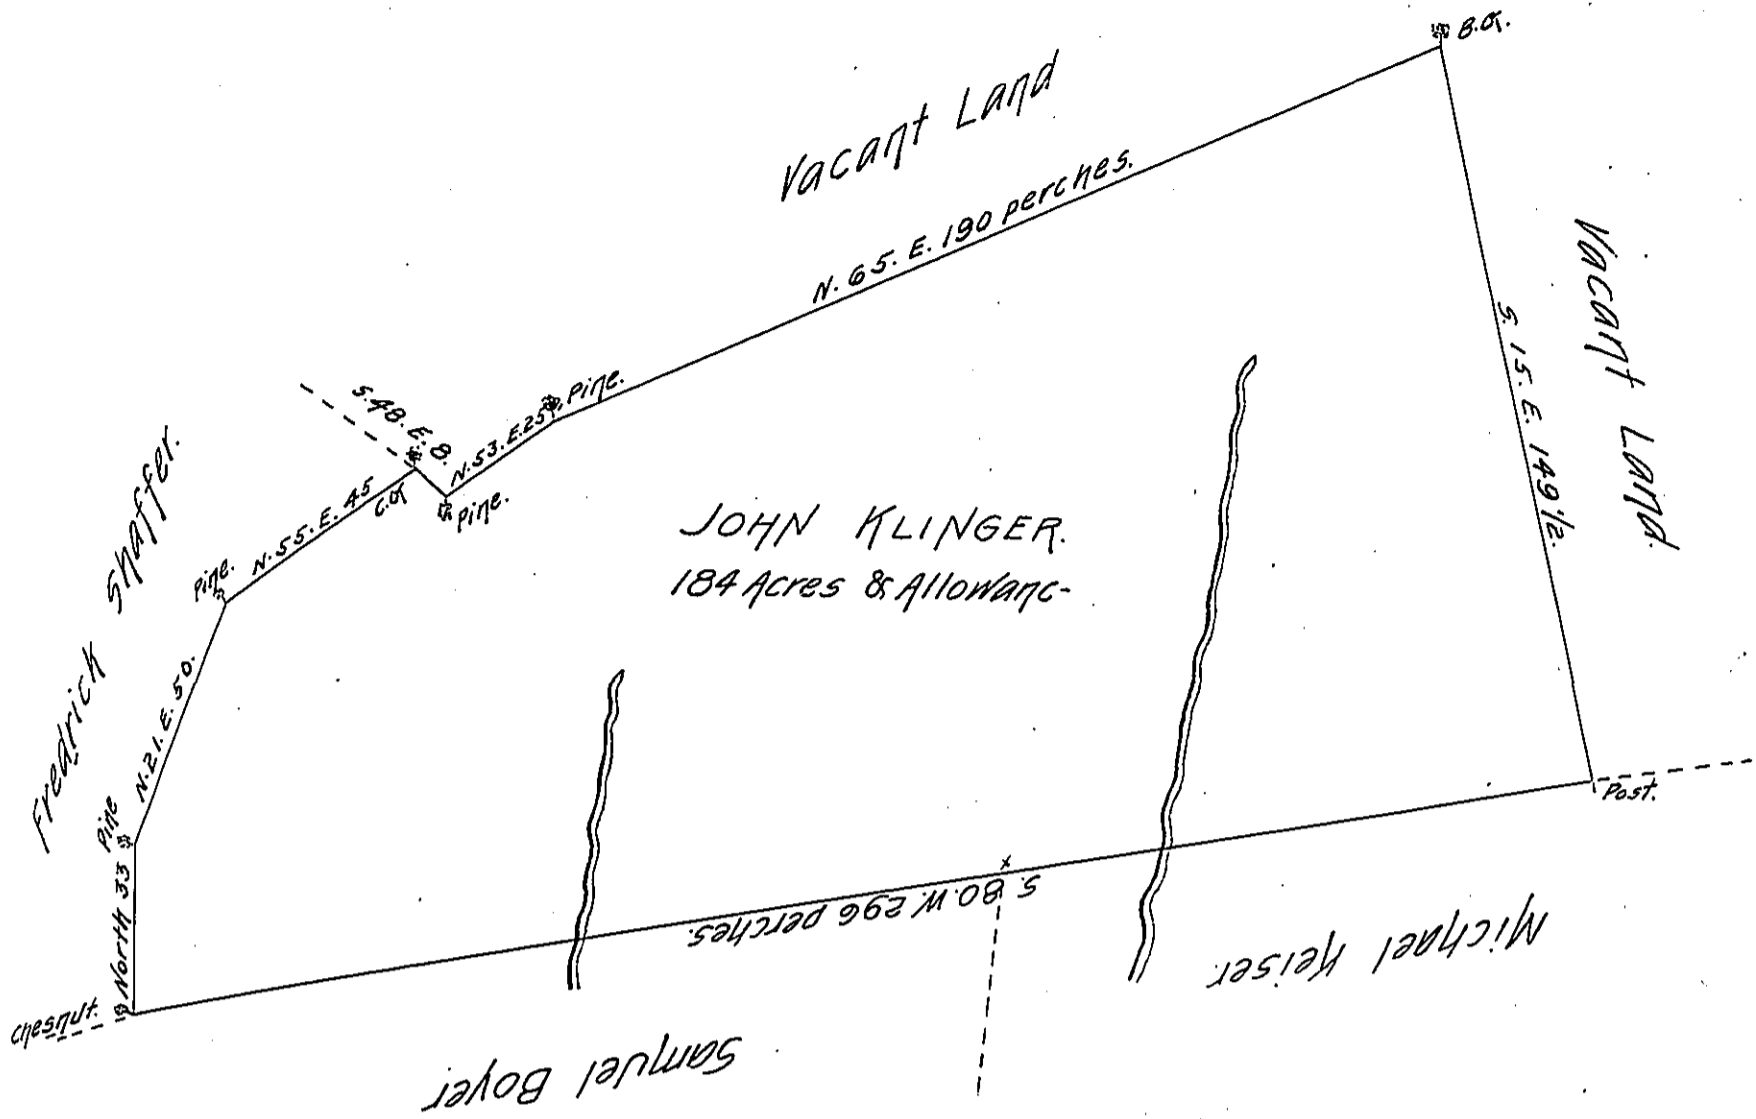 B.O.
Vacant Land
N. 65. E. 190 perches.
Vacant Land
S. 15. E. 149 1/2.
S. 48. E. 8.
Pine.
N. 53. E. 25
Pine.
C.O
N. 55. E. 45
Pine.
Fredrick Shaffer.
N. 21. E. 50.
Pine
North 33
Chesnut.
JOHN KLINGER.
184 Acres & Allowanc-
Post.
x
S. 80. W. 296 perches.
Michael Keiser.
Samuel Boyer